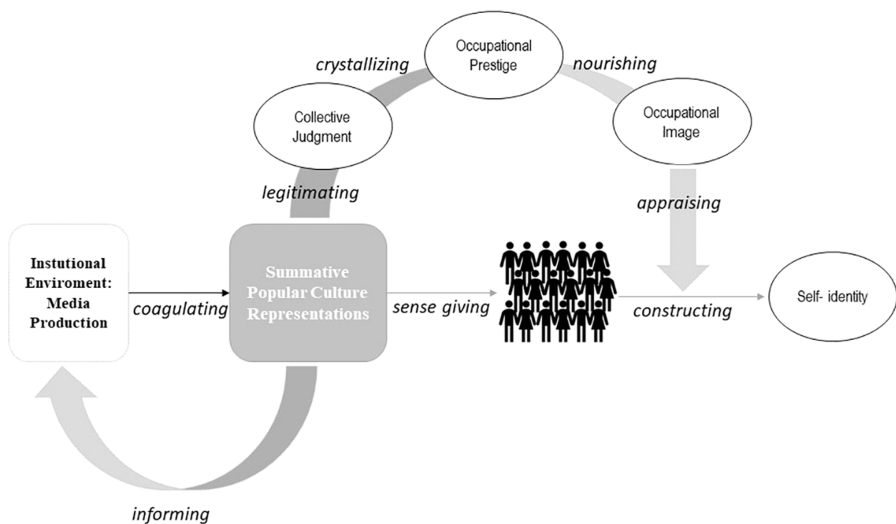 Occupational
Prestige
crystallizing
nourishing
Collective
Judgment
Occupational
Image
legitimating
appraising
Instutional
Enviroment:
Media
Production
coagulating
Summative
Popular Culture
Representations
sense giving
constructing
Self- identity
informing